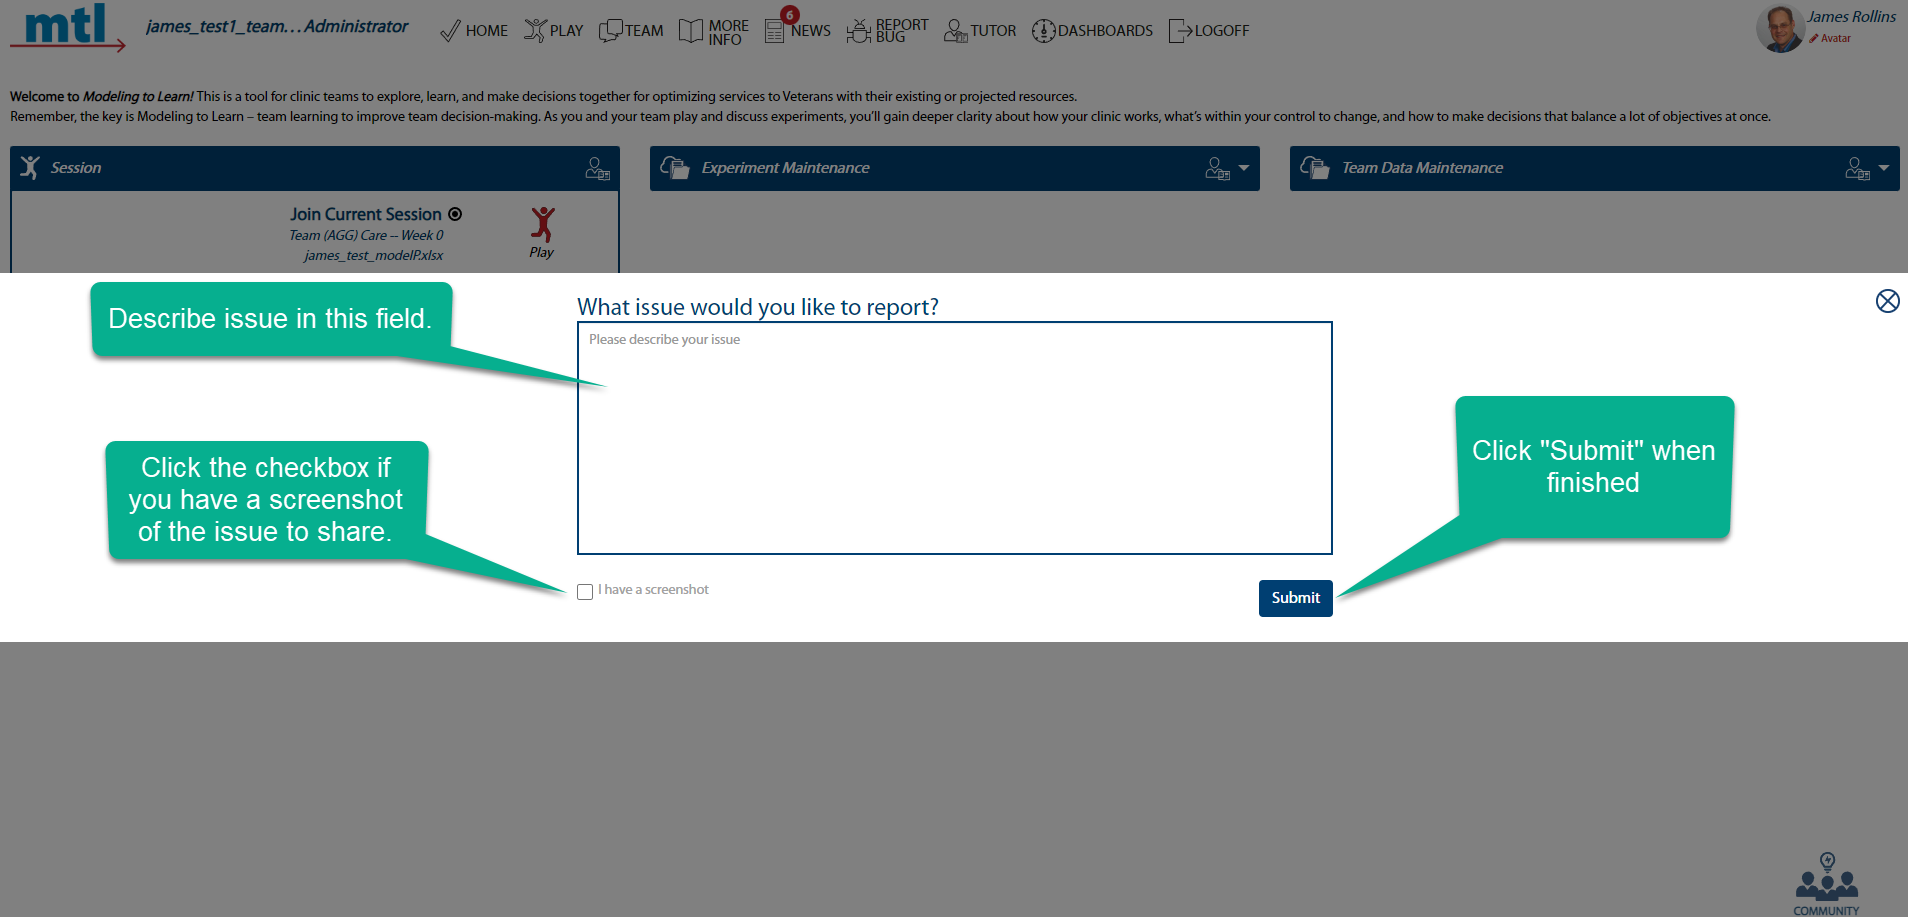 mtl
james_test1_team... Administrator
HOME
PLAY
TEAM
MORE
INFO
6
NEWS
REPORT
BUG
TUTOR
DASHBOARDS
LOGOFF
James Rollins
Avatar
Welcome to Modeling to Learn! This is a tool for clinic teams to explore, learn, and make decisions together for optimizing services to Veterans with their existing or projected resources.
Remember, the key is Modeling to Learn – team learning to improve team decision-making. As you and your team play and discuss experiments, you'll gain deeper clarity about how your clinic works, what's within your control to change, and how to make decisions that balance a lot of objectives at once.
Session
Experiment Maintenance
Team Data Maintenance
Join Current Session
Team (AGG) Care -- Week 0
james_test_modelP.xlsx
Play
Describe issue in this field.
What issue would you like to report?
Please describe your issue
Click the checkbox if
you have a screenshot
of the issue to share.
Click "Submit" when
finished
I have a screenshot
Submit
COMMUNITY